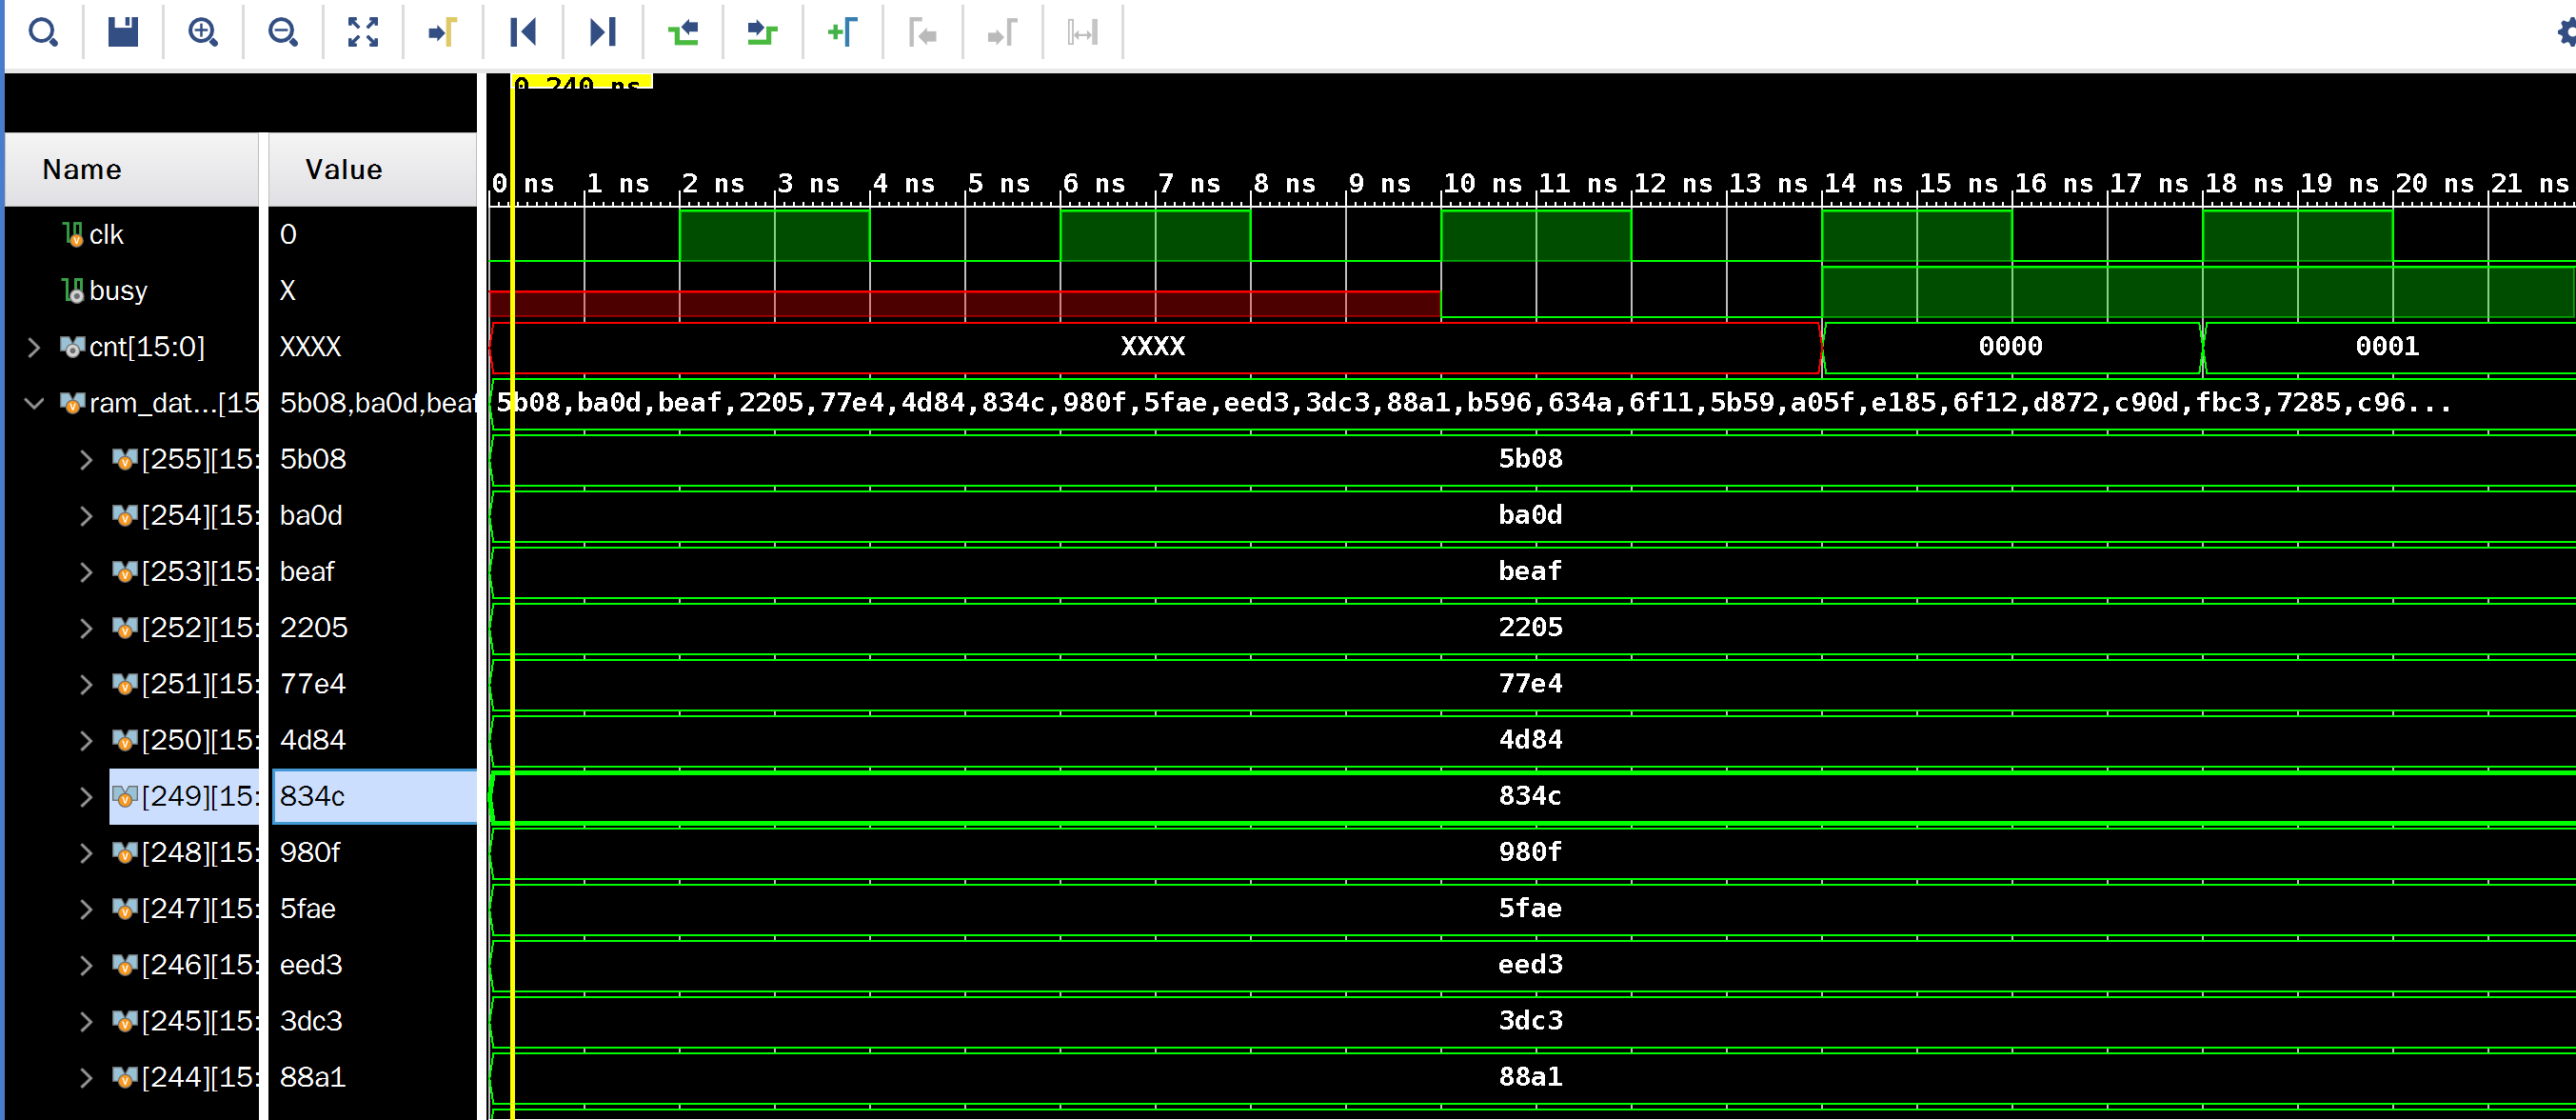 0.240 ns
Name Value
0 ns 1 ns 2 ns 3 ns 4 ns 5 ns 6 ns 7 ns 8 ns 9 ns 10 ns 11 ns 12 ns 13 ns 14 ns 15 ns 16 ns 17 ns 18 ns 19 ns 20 ns 21 ns
clk 0
busy X
cnt[15:0] XXXX XXXX 0000 0001
ram_dat...[15 5b08,ba0d,beaf 5b08,ba0d,beaf,2205,77e4,4d84,834c,980f,5fae,eed3,3dc3,88a1,b596,634a,6f11,5b59,a05f,e185,6f12,d872,c90d,fbc3,7285,c96...
[255][15: 5b08 5b08
[254][15: ba0d ba0d
[253][15: beaf beaf
[252][15: 2205 2205
[251][15: 77e4 77e4
[250][15: 4d84 4d84
[249][15: 834c 834c
[248][15: 980f 980f
[247][15: 5fae 5fae
[246][15: eed3 eed3
[245][15: 3dc3 3dc3
[244][15: 88a1 88a1